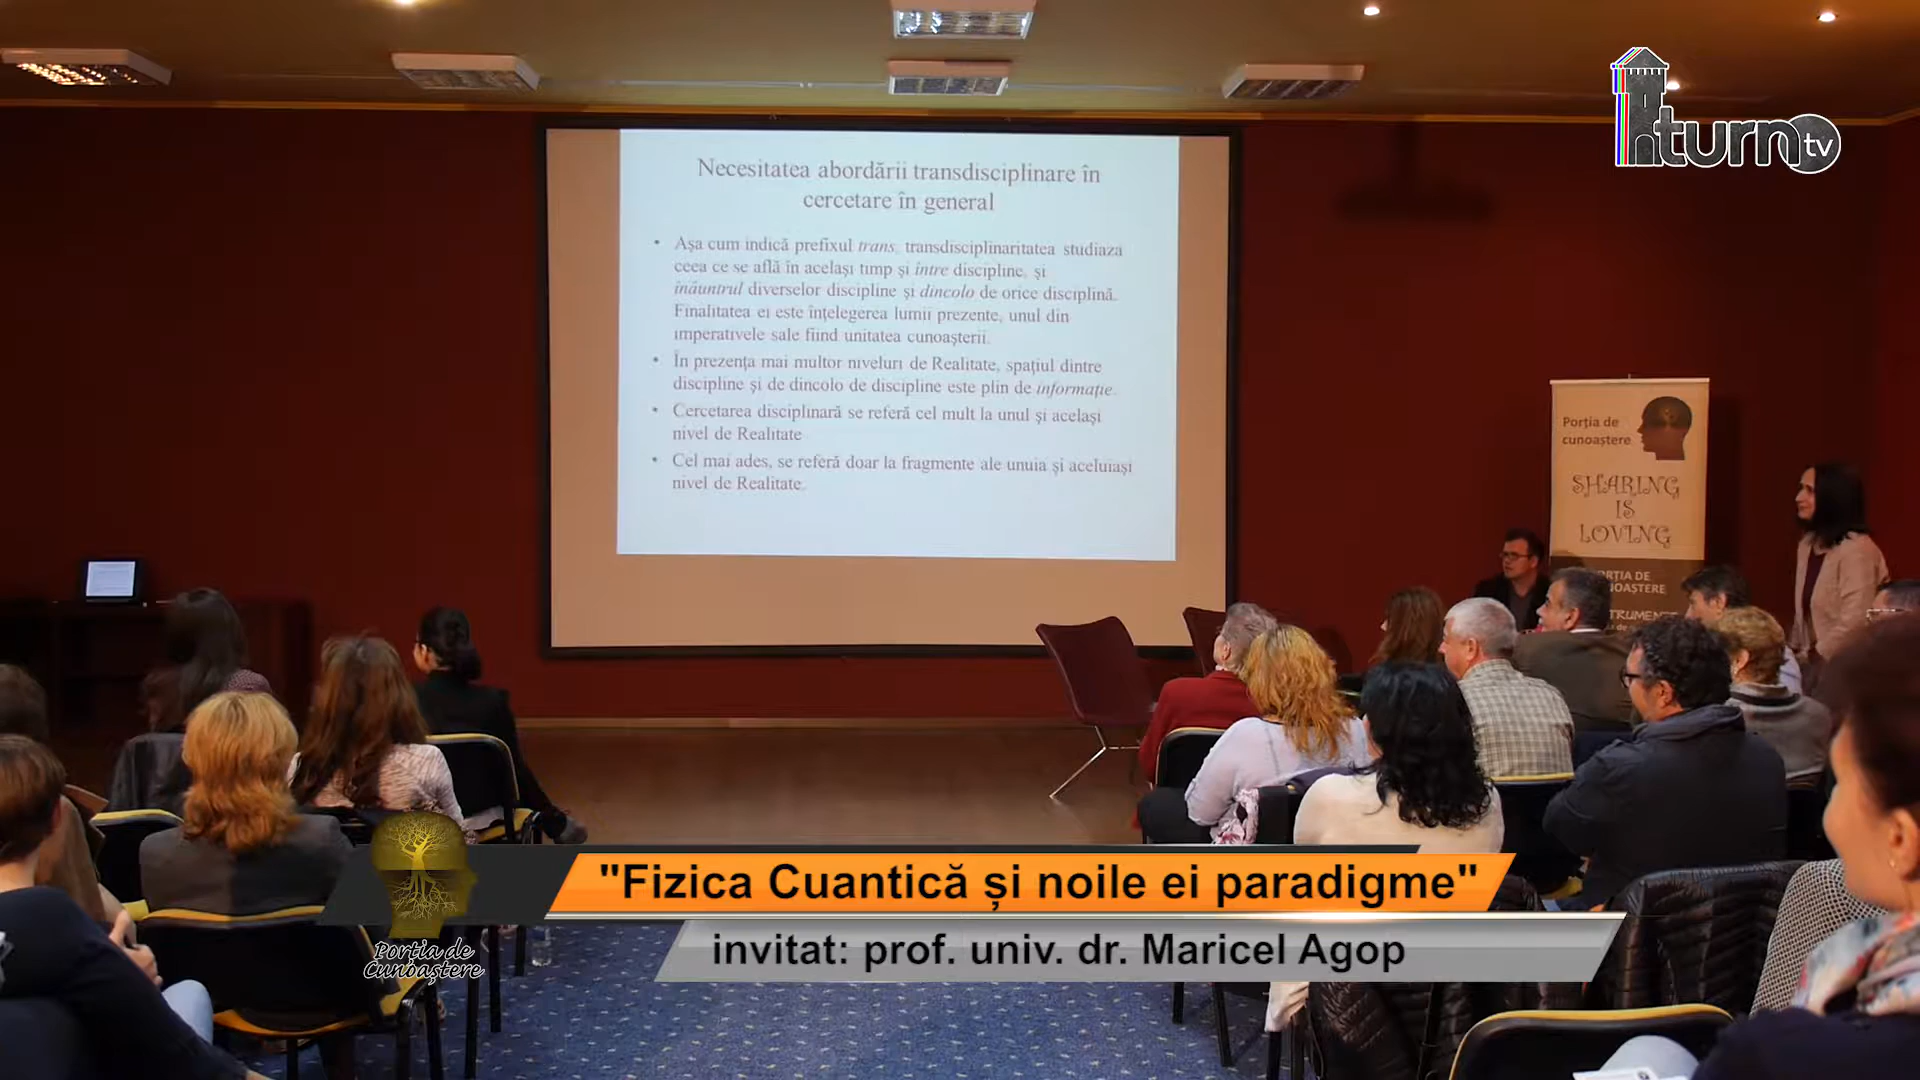 turn tv
Necesitatea abordării transdisciplinare în
cercetare în general
• Așa cum indică prefixul trans, transdisciplinaritatea studiaza
ceea ce se află în același timp și între discipline, și
înăuntrul diverselor discipline și dincolo de orice disciplină.
Finalitatea ei este înțelegerea lumii prezente, unul din
imperativele sale fiind unitatea cunoașterii.
• În prezența mai multor niveluri de Realitate, spațiul dintre
discipline și de dincolo de discipline este plin de informație.
• Cercetarea disciplinară se referă cel mult la unul și același
nivel de Realitate
• Cel mai ades, se referă doar la fragmente ale unuia și aceluiași
nivel de Realitate.
Porția de
cunoaștere
SHARING
IS
LOVING
"Fizica Cuantică și noile ei paradigme"
invitat: prof. univ. dr. Maricel Agop
Porția de
Cunoaștere